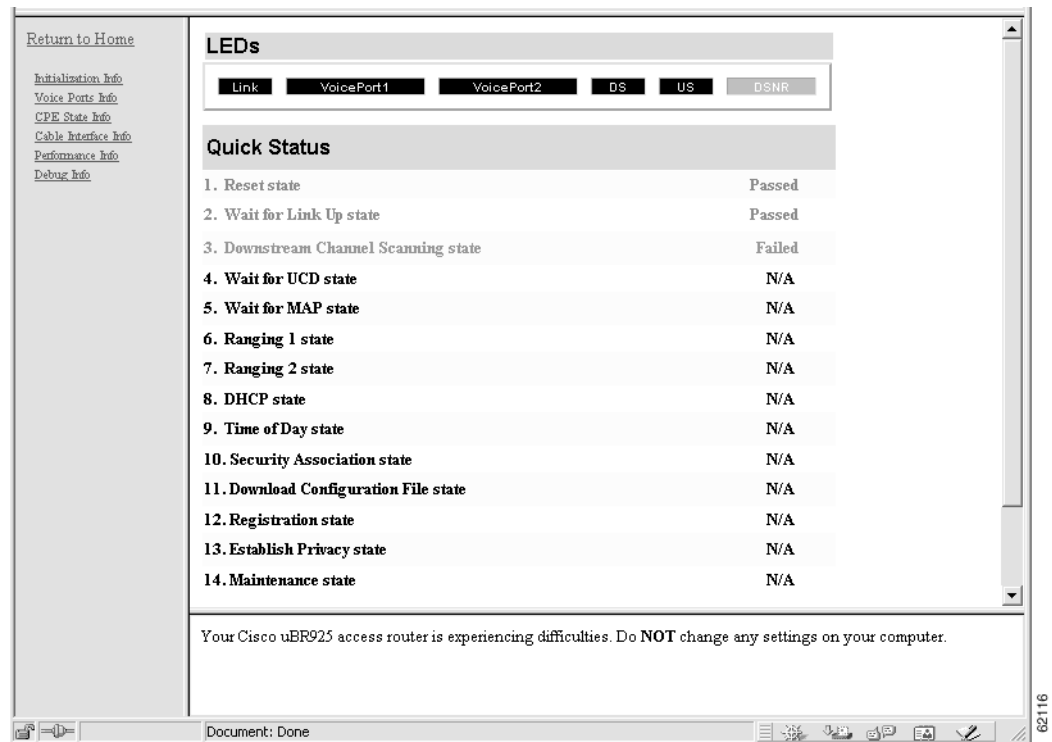 Return to Home
Initialization Info
Voice Ports Info
CPE State Info
Cable Interface Info
Performance Info
Debug Info
LEDs
Link VoicePort1 VoicePort2 DS US DSNR
Quick Status
1. Reset state Passed
2. Wait for Link Up state Passed
3. Downstream Channel Scanning state Failed
4. Wait for UCD state N/A
5. Wait for MAP state N/A
6. Ranging 1 state N/A
7. Ranging 2 state N/A
8. DHCP state N/A
9. Time of Day state N/A
10. Security Association state N/A
11. Download Configuration File state N/A
12. Registration state N/A
13. Establish Privacy state N/A
14. Maintenance state N/A
Your Cisco uBR925 access router is experiencing difficulties. Do NOT change any settings on your computer.
Document: Done
62116